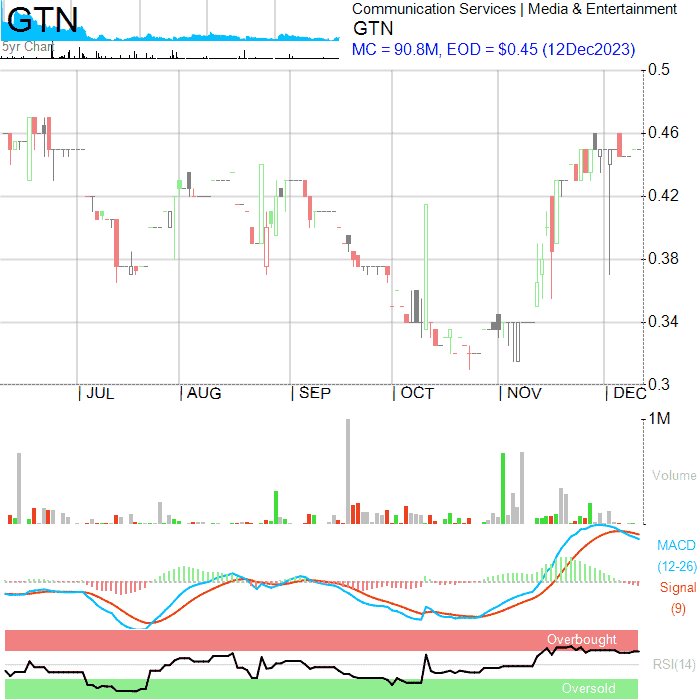 GTN
5yr Chart
Communication Services | Media & Entertainment
GTN
MC = 90.8M, EOD = $0.45 (12Dec2023)
0.5
0.46
0.42
0.38
0.34
0.3
| JUL | AUG | SEP | OCT | NOV | DEC
1M
Volume
MACD
(12-26)
Signal
(9)
Overbought
RSI(14)
Oversold